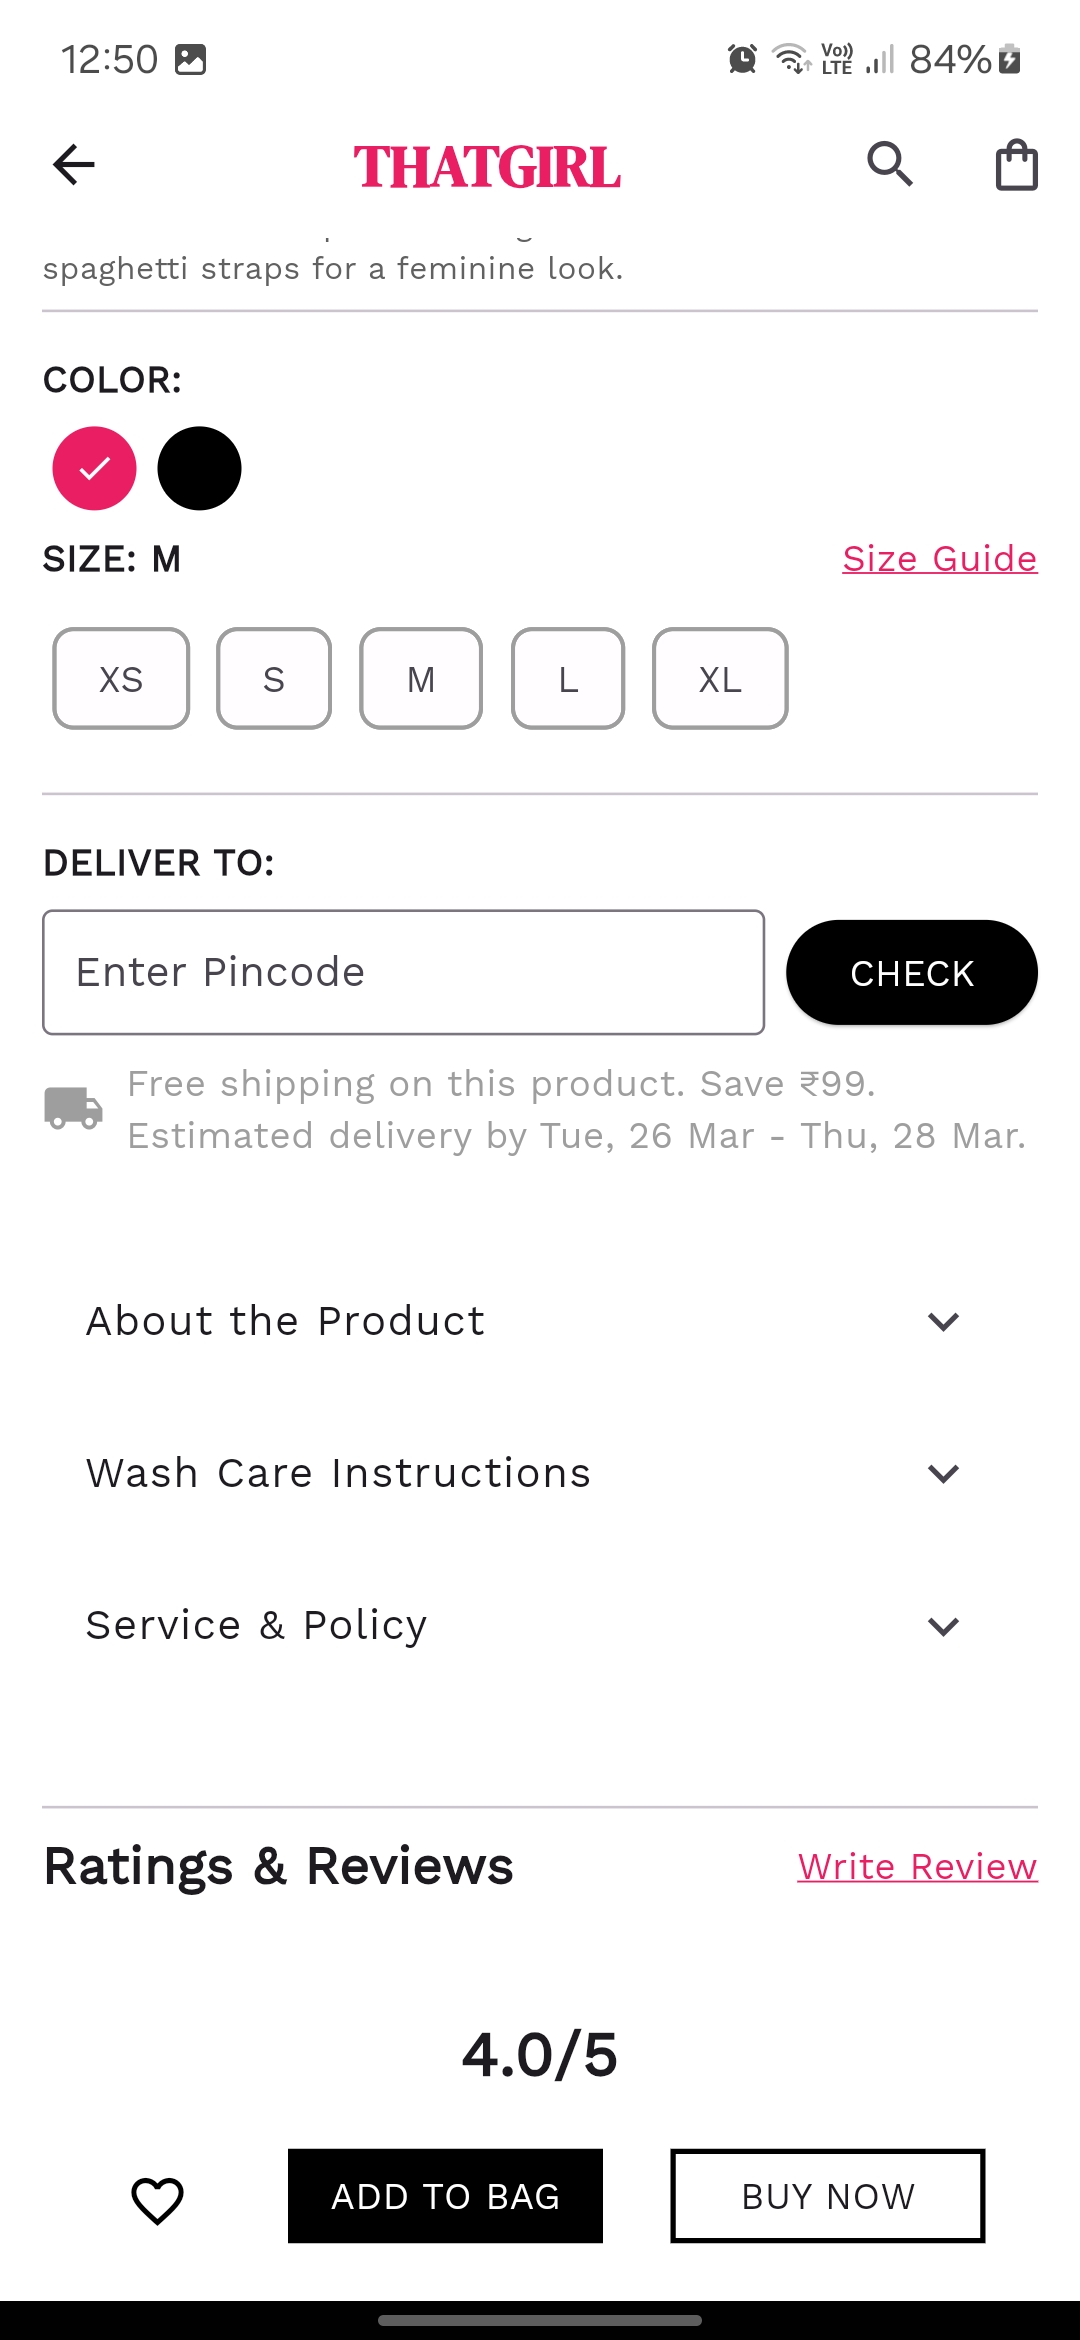 12:50
Vo)) LTE
84%
THATGIRL
spaghetti straps for a feminine look.
COLOR:
SIZE: M
Size Guide
XS
S
M
L
XL
DELIVER TO:
Enter Pincode
CHECK
Free shipping on this product. Save ₹99.
Estimated delivery by Tue, 26 Mar - Thu, 28 Mar.
About the Product
Wash Care Instructions
Service & Policy
Ratings & Reviews
Write Review
4.0/5
ADD TO BAG
BUY NOW